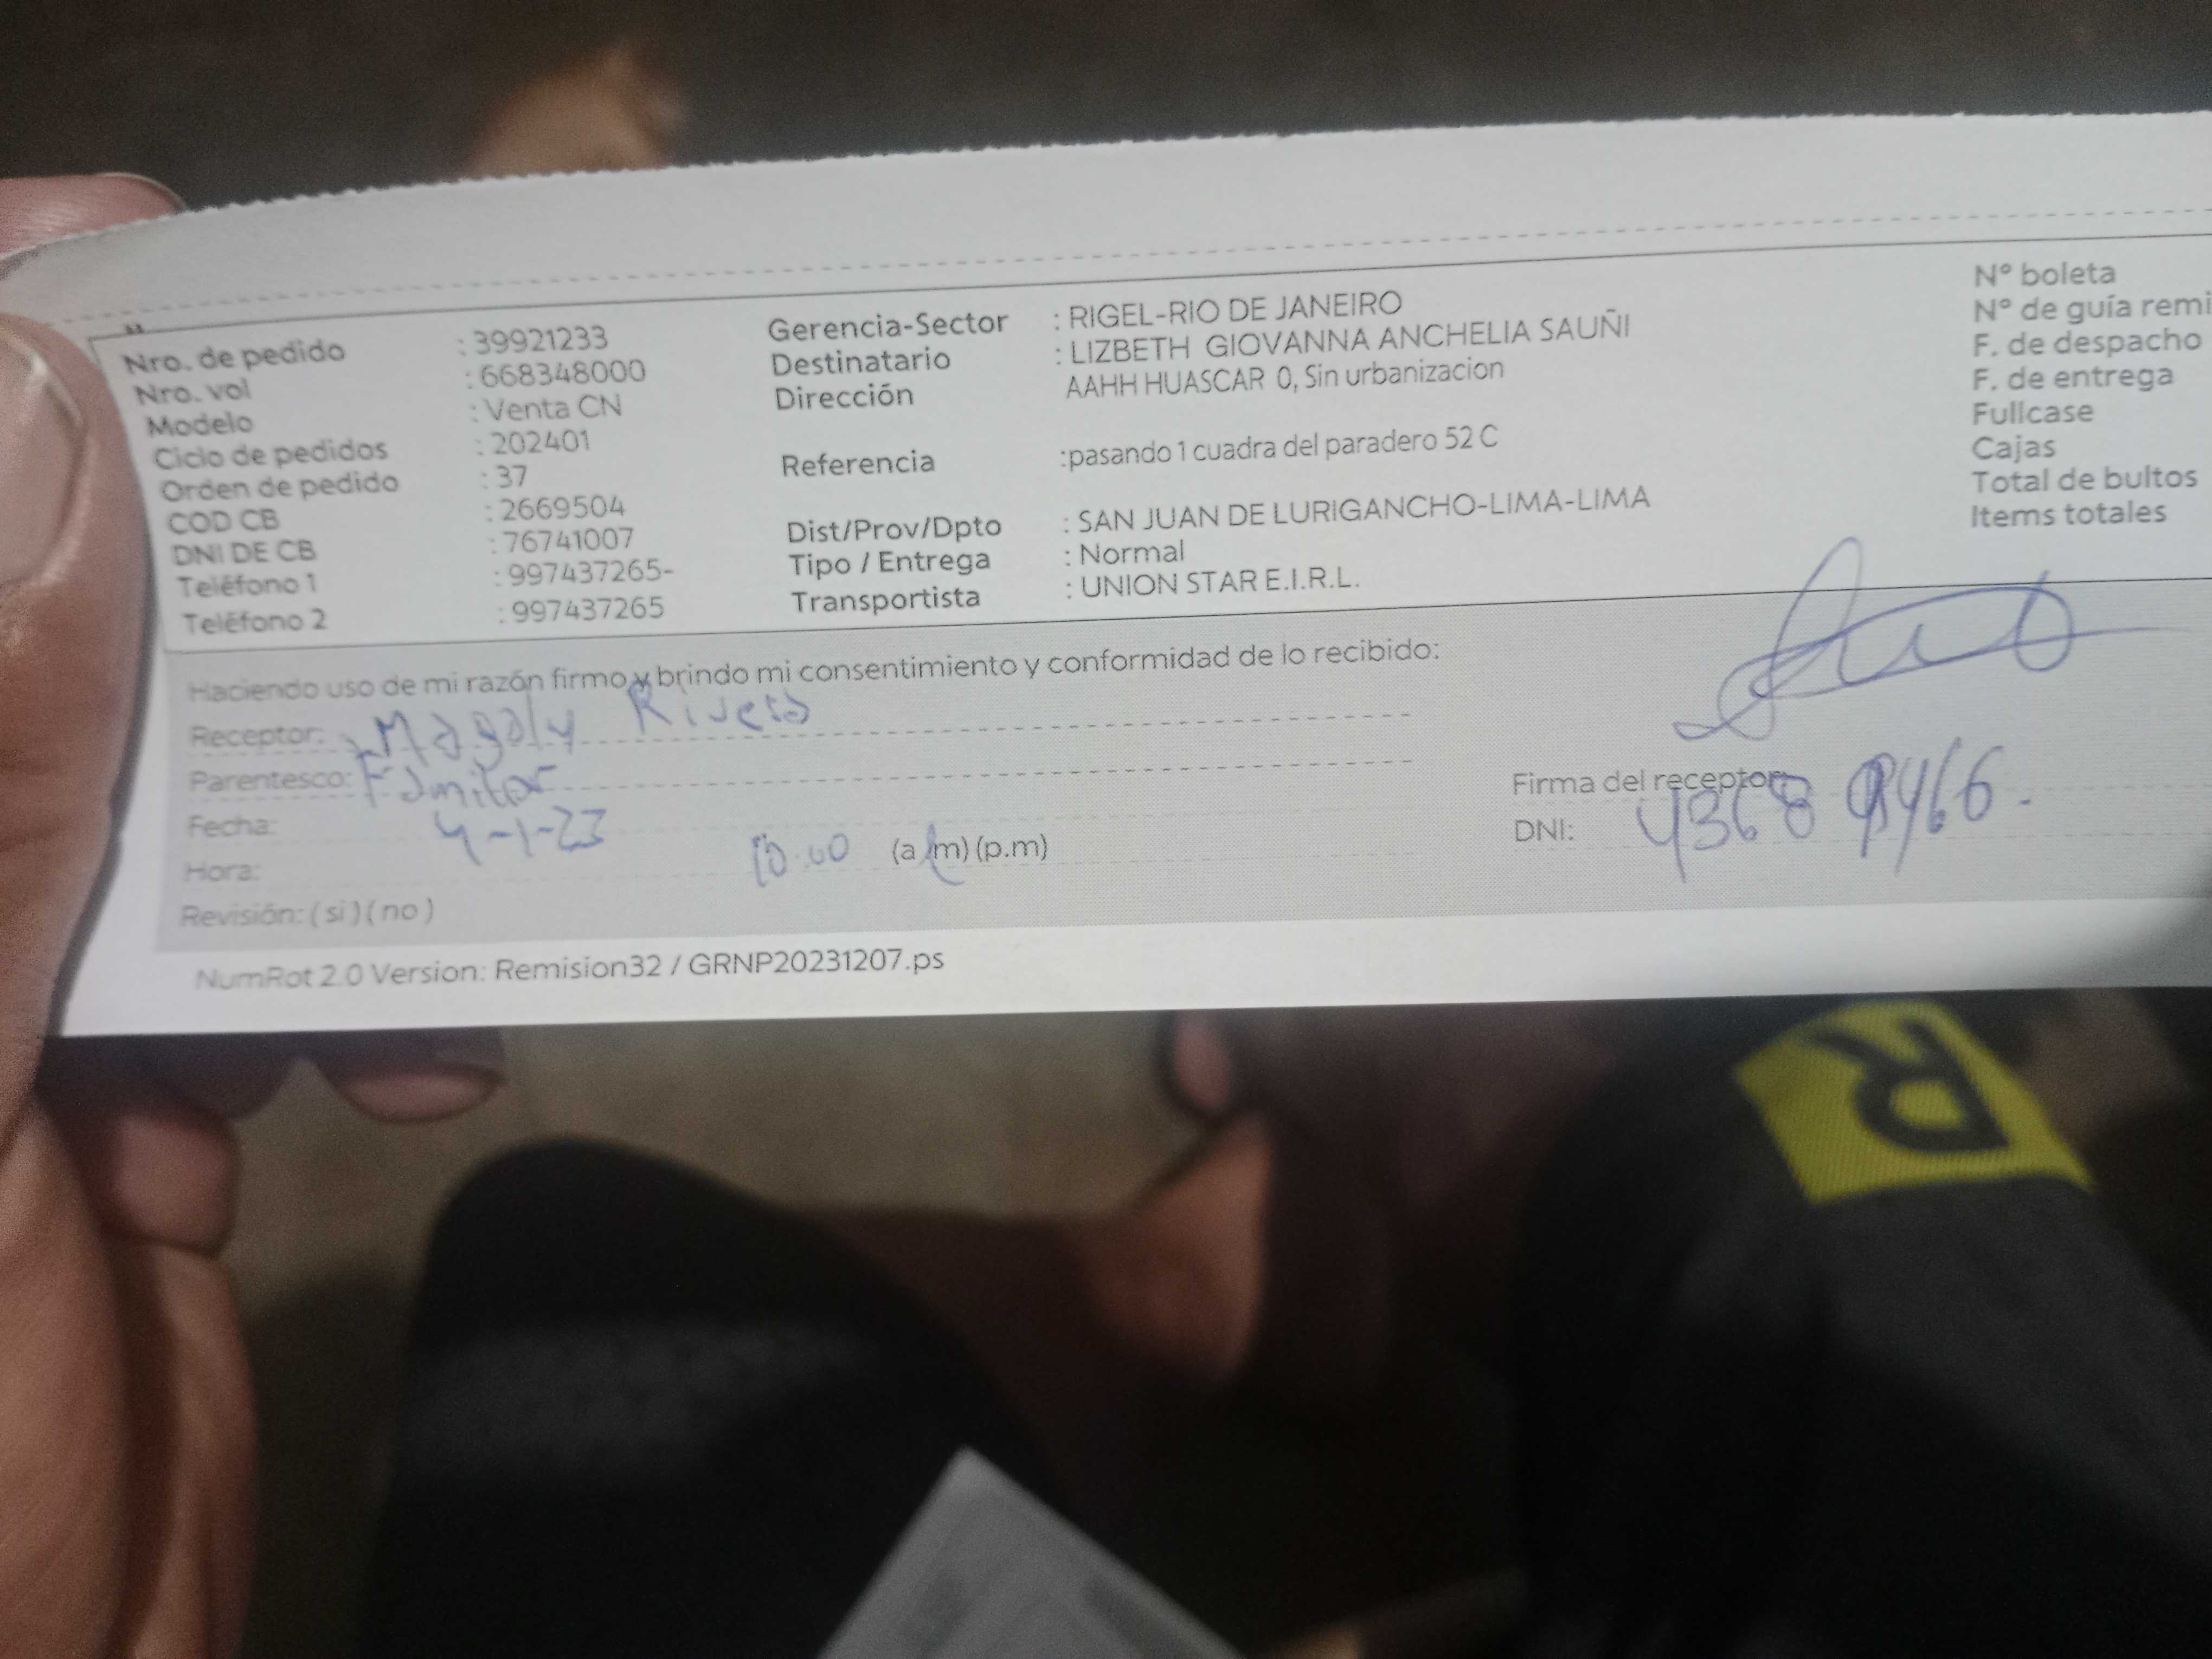 Nro. de pedido : 39921233
Nro. vol : 668348000
Modelo : Venta CN
Ciclo de pedidos : 202401
Orden de pedido : 37
COD CB : 2669504
DNI DE CB : 76741007
Teléfono 1 : 997437265-
Teléfono 2 : 997437265
Gerencia-Sector : RIGEL-RIO DE JANEIRO
Destinatario : LIZBETH GIOVANNA ANCHELIA SAUÑI
Dirección AAHH HUASCAR 0, Sin urbanizacion
Referencia :pasando 1 cuadra del paradero 52 C
Dist/Prov/Dpto : SAN JUAN DE LURIGANCHO-LIMA-LIMA
Tipo / Entrega : Normal
Transportista : UNION STAR E.I.R.L.
N° boleta
N° de guía remi
F. de despacho
F. de entrega
Fullcase
Cajas
Total de bultos
Items totales
Haciendo uso de mi razón firmo y brindo mi consentimiento y conformidad de lo recibido:
Receptor: Magaly Rivera
Parentesco: Familiar
Fecha: 4-1-23
Hora: 10:00 (a.m) (p.m)
Revisión: ( si ) ( no )
Firma del receptor:
DNI: 4368 9466
NumRot 2.0 Version: Remision32 / GRNP20231207.ps
R